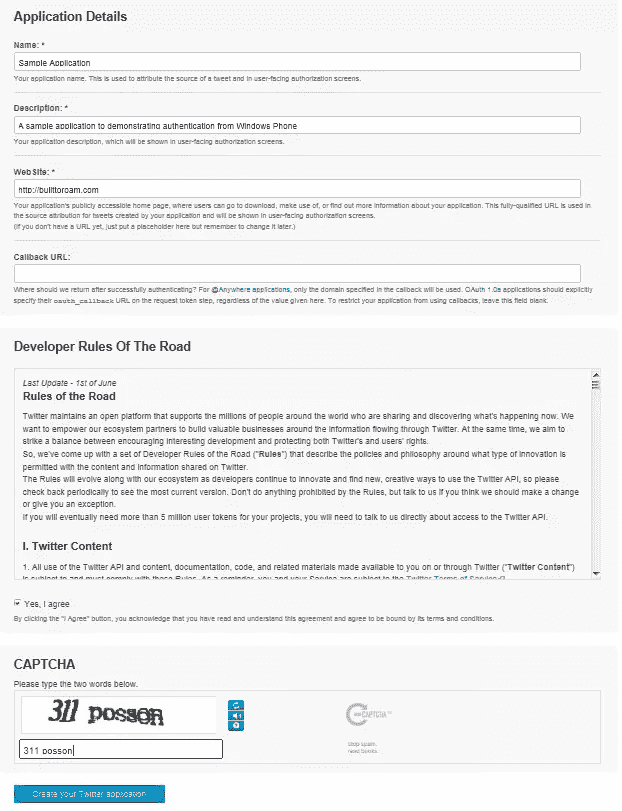 Application Details
Name: *
Sample Application
Your application name. This is used to attribute the source of a tweet and in user-facing authorization screens.
Description: *
A sample application to demonstrating authentication from Windows Phone
Your application description, which will be shown in user-facing authorization screens.
WebSite: *
http://builttoroam.com
Your application's publicly accessible home page, where users can go to download, make use of, or find out more information about your application. This fully-qualified URL is used in
the source attribution for tweets created by your application and will be shown in user-facing authorization screens.
(If you don't have a URL yet, just put a placeholder here but remember to change it later.)
Callback URL:
Where should we return after successfully authenticating? For @Anywhere applications, only the domain specified in the callback will be used. OAuth 1.0a applications should explicitly
specify their oauth_callback URL on the request token step, regardless of the value given here. To restrict your application from using callbacks, leave this field blank.
Developer Rules Of The Road
Last Update - 1st of June
Rules of the Road
Twitter maintains an open platform that supports the millions of people around the world who are sharing and discovering what's happening now. We
want to empower our ecosystem partners to build valuable businesses around the information flowing through Twitter. At the same time, we aim to
strike a balance between encouraging interesting development and protecting both Twitter's and users' rights.
So, we've come up with a set of Developer Rules of the Road ("Rules") that describe the policies and philosophy around what type of innovation is
permitted with the content and information shared on Twitter.
The Rules will evolve along with our ecosystem as developers continue to innovate and find new, creative ways to use the Twitter API, so please
check back periodically to see the most current version. Don't do anything prohibited by the Rules, but talk to us if you think we should make a change
or give you an exception.
If you will eventually need more than 5 million user tokens for your projects, you will need to talk to us directly about access to the Twitter API.
I. Twitter Content
1. All use of the Twitter API and content, documentation, code, and related materials made available to you on or through Twitter ("Twitter Content")
is subject to and must comply with these Rules. As a reminder, you and your Service are subject to the Twitter Terms of Service
Yes, I agree
By clicking the "I Agree" button, you acknowledge that you have read and understand this agreement and agree to be bound by its terms and conditions.
CAPTCHA
Please type the two words below.
311 posson
reCAPTCHA™
311 posson
stop spam.
read books.
Create your Twitter application